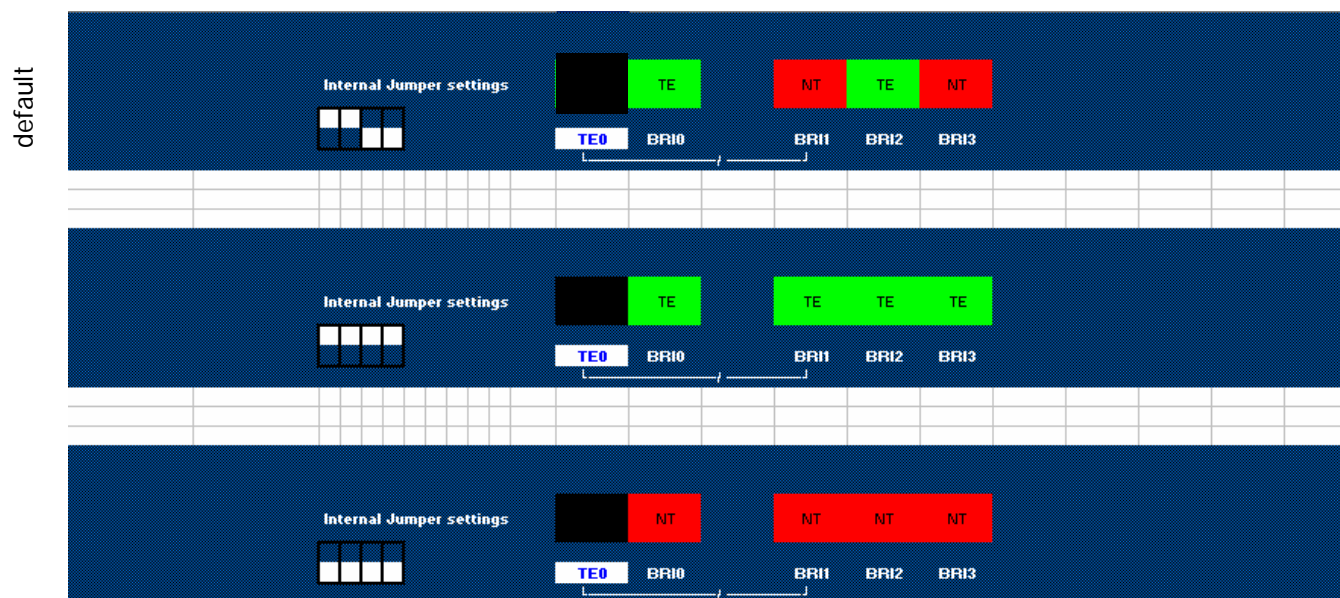 default
TE NT TE NT
Internal Jumper settings
TE0 BRI0 BRI1 BRI2 BRI3
TE TE TE TE
Internal Jumper settings
TE0 BRI0 BRI1 BRI2 BRI3
NT NT NT NT
Internal Jumper settings
TE0 BRI0 BRI1 BRI2 BRI3